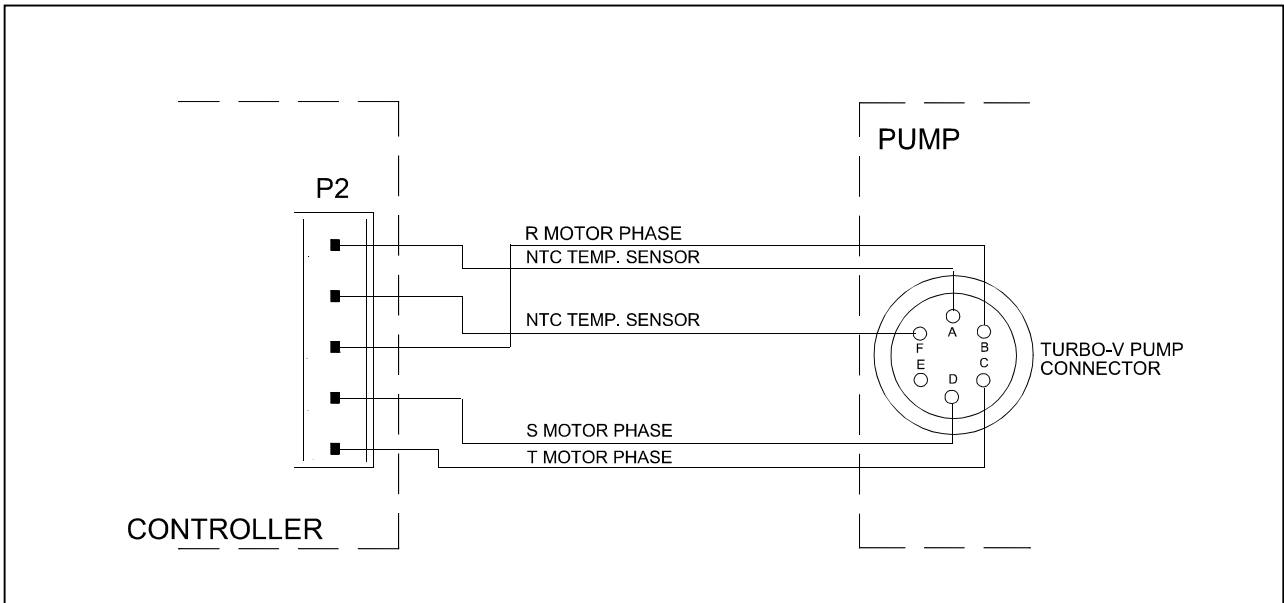 PUMP
P2
R MOTOR PHASE
NTC TEMP. SENSOR
NTC TEMP. SENSOR
A
B
F
C
E
D
TURBO-V PUMP
CONNECTOR
S MOTOR PHASE
T MOTOR PHASE
CONTROLLER